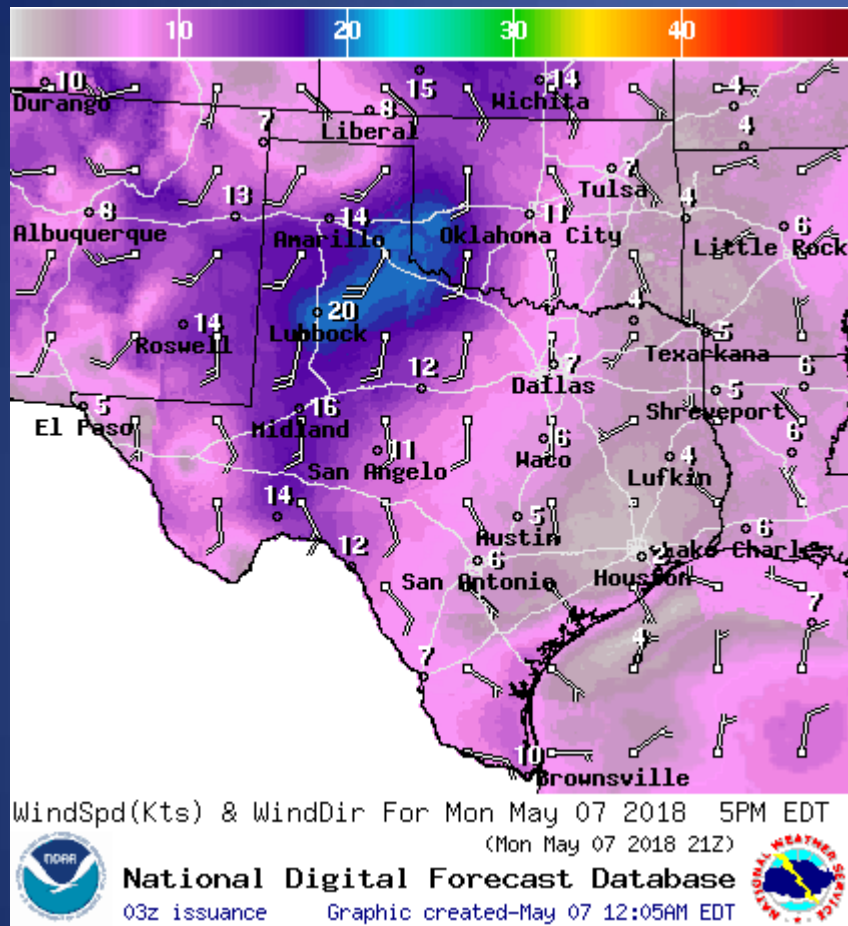 10 20 30 40
10 Durango
8 Liberal
15
14 Wichita
4
7
4
8 Albuquerque
13
14 Amarillo
11 Oklahoma City
7 Tulsa
4
6 Little Rock
14 Roswell
20 Lubbock
4
5 Texarkana
12
7 Dallas
5 El Paso
16 Midland
5 Shreveport
11 San Angelo
6 Waco
4 Lufkin
6
14
5 Austin
6 Lake Charles
12
6 San Antonio
2 Houston
7
4
7
10 Brownsville
WindSpd(Kts) & WindDir For Mon May 07 2018 5PM EDT
(Mon May 07 2018 21Z)
noaa
National Digital Forecast Database
03z issuance Graphic created-May 07 12:05AM EDT
NATIONAL WEATHER SERVICE